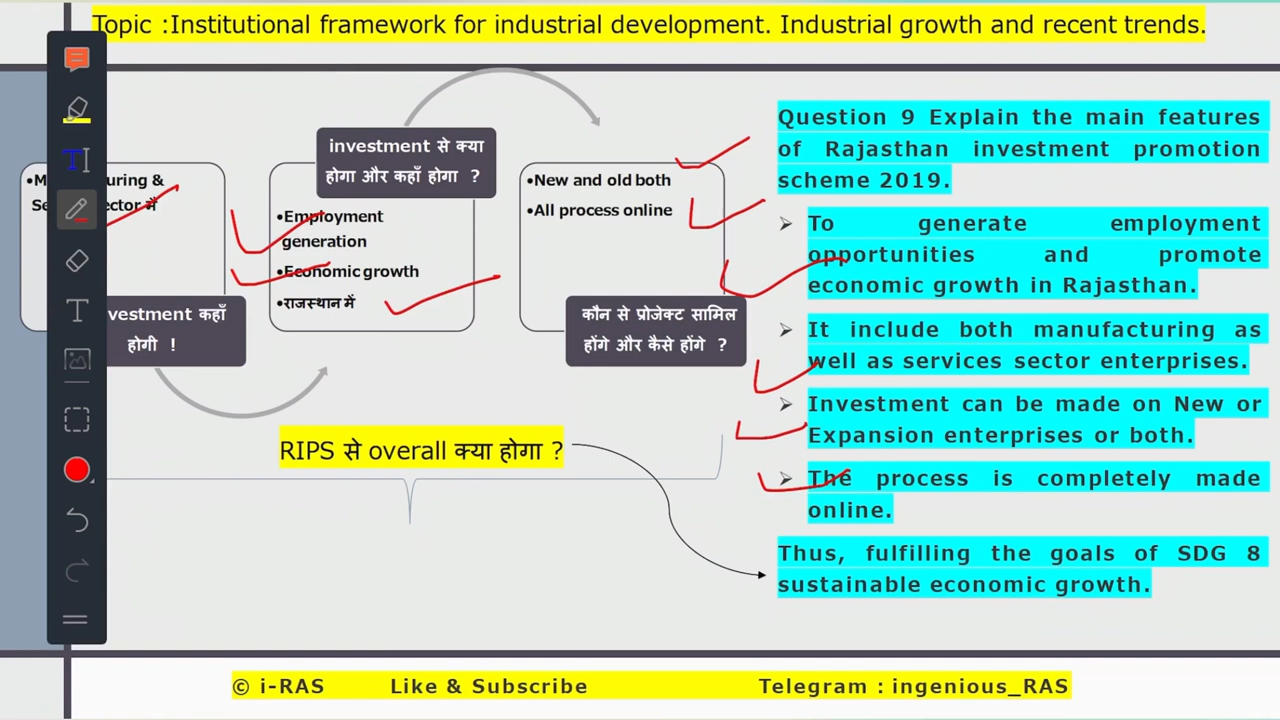 Topic :Institutional framework for industrial development. Industrial growth and recent trends.
investment से क्या
होगा और कहाँ होगा ?
•New and old both
•All process online
•Employment
generation
•Economic growth
•राजस्थान में
कहाँ
होगी !
कौन से प्रोजेक्ट सामिल
होंगे और कैसे होंगे ?
RIPS से overall क्या होगा ?
Question 9 Explain the main features
of Rajasthan investment promotion
scheme 2019.
To generate employment
opportunities and promote
economic growth in Rajasthan.
It include both manufacturing as
well as services sector enterprises.
Investment can be made on New or
Expansion enterprises or both.
The process is completely made
online.
Thus, fulfilling the goals of SDG 8
sustainable economic growth.
© i-RAS Like & Subscribe Telegram : ingenious_RAS